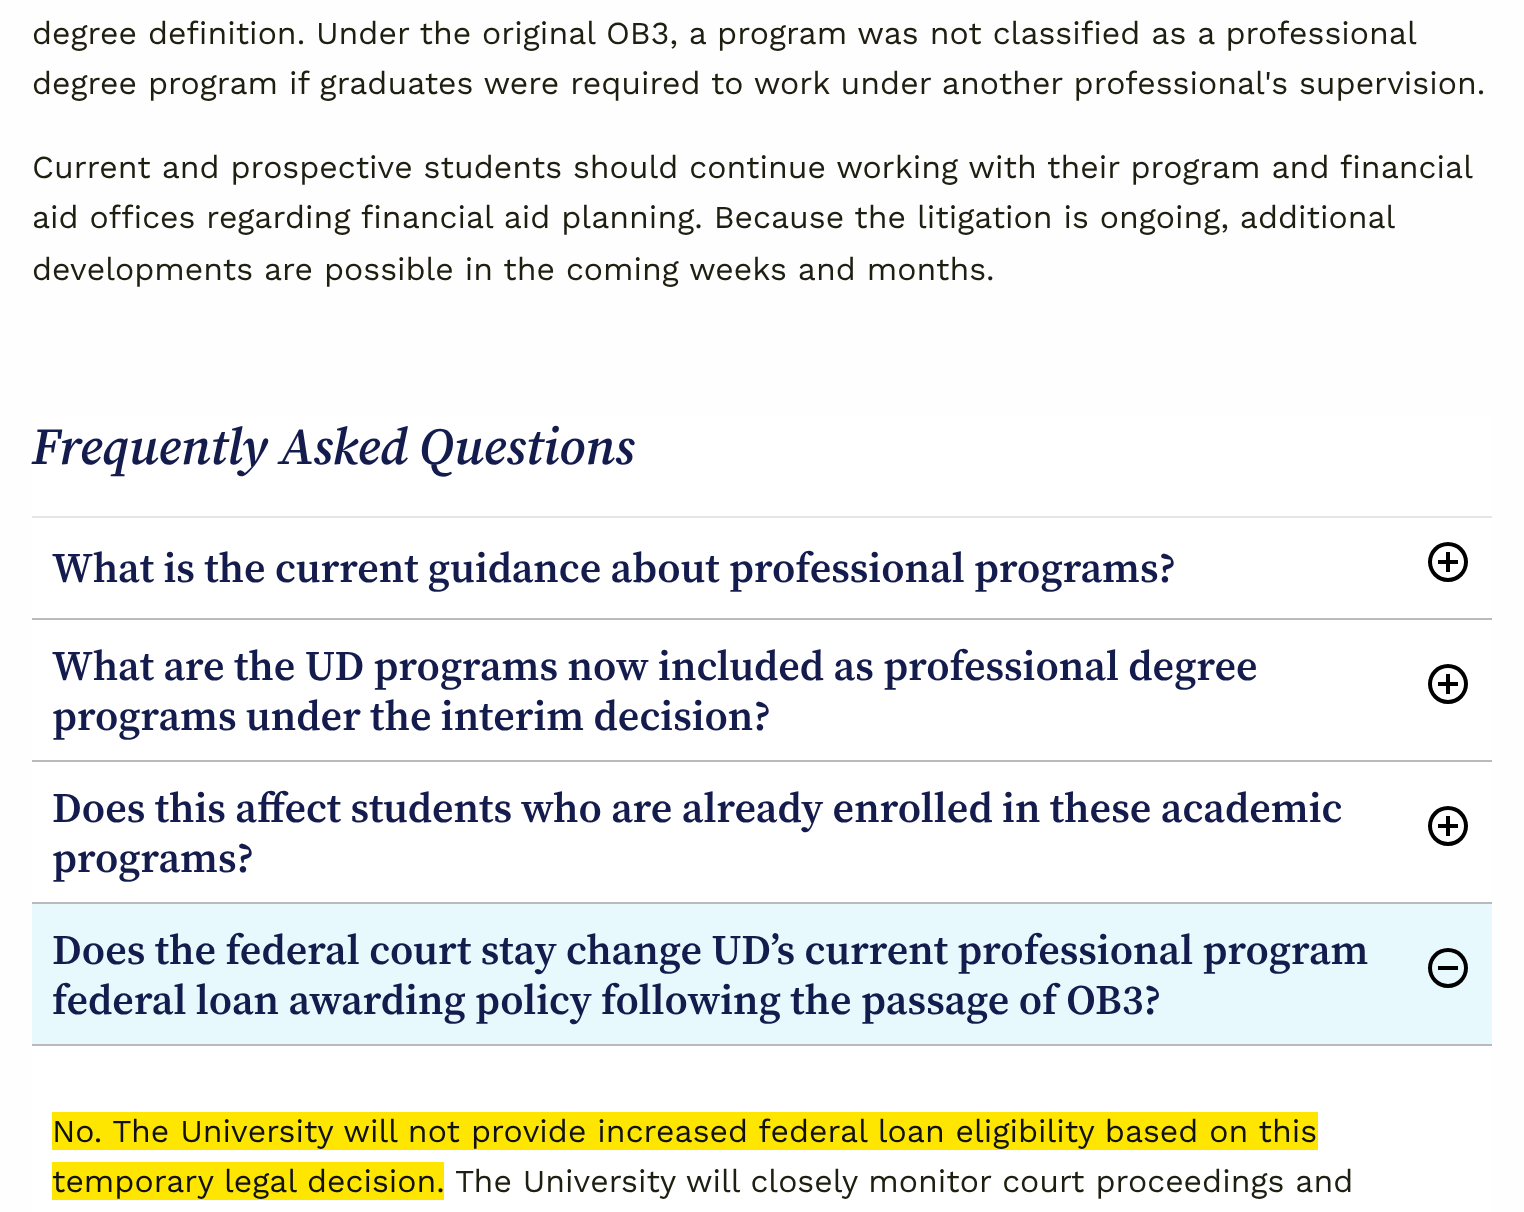 degree definition. Under the original OB3, a program was not classified as a professional
degree program if graduates were required to work under another professional's supervision.
Current and prospective students should continue working with their program and financial
aid offices regarding financial aid planning. Because the litigation is ongoing, additional
developments are possible in the coming weeks and months.
Frequently Asked Questions
What is the current guidance about professional programs?
What are the UD programs now included as professional degree
programs under the interim decision?
Does this affect students who are already enrolled in these academic
programs?
Does the federal court stay change UD’s current professional program
federal loan awarding policy following the passage of OB3?
No. The University will not provide increased federal loan eligibility based on this
temporary legal decision. The University will closely monitor court proceedings and